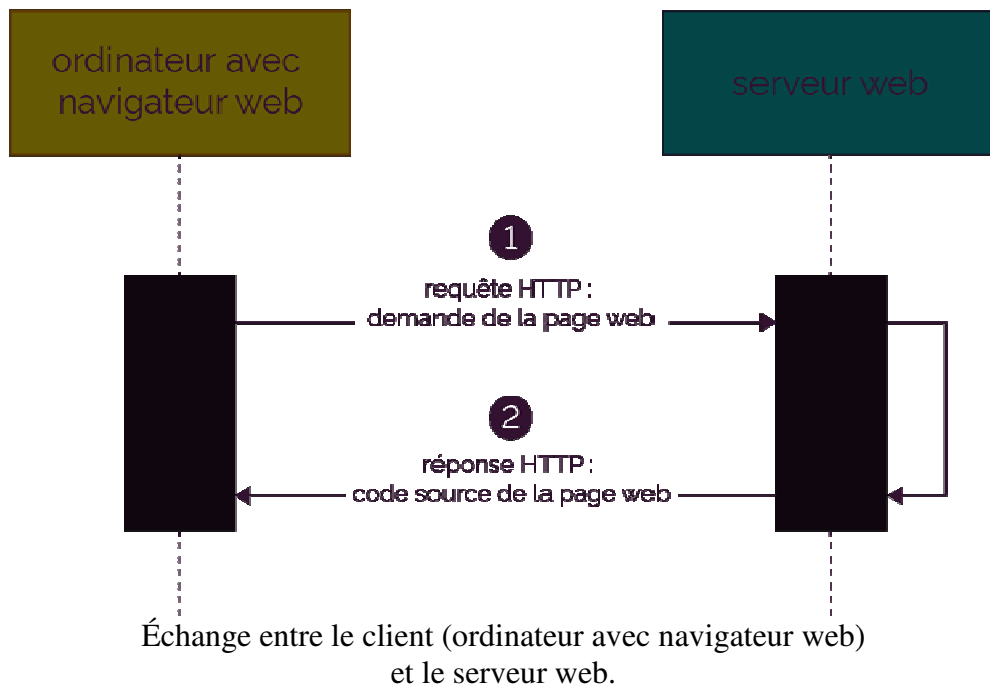 ordinateur avec
navigateur web
serveur web
1
requête HTTP :
demande de la page web
2
réponse HTTP :
code source de la page web
Échange entre le client (ordinateur avec navigateur web)
et le serveur web.